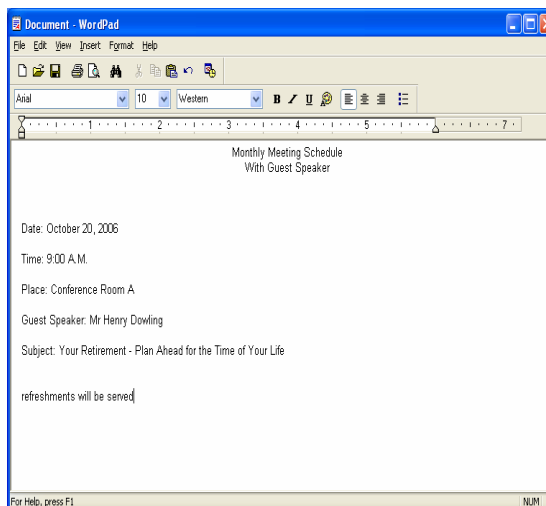 Document - WordPad
File Edit View Insert Format Help
Arial 10 Western B I U
1 2 3 4 5 7
Monthly Meeting Schedule
With Guest Speaker
Date: October 20, 2006
Time: 9:00 A.M.
Place: Conference Room A
Guest Speaker: Mr Henry Dowling
Subject: Your Retirement - Plan Ahead for the Time of Your Life
refreshments will be served
For Help, press F1 NUM